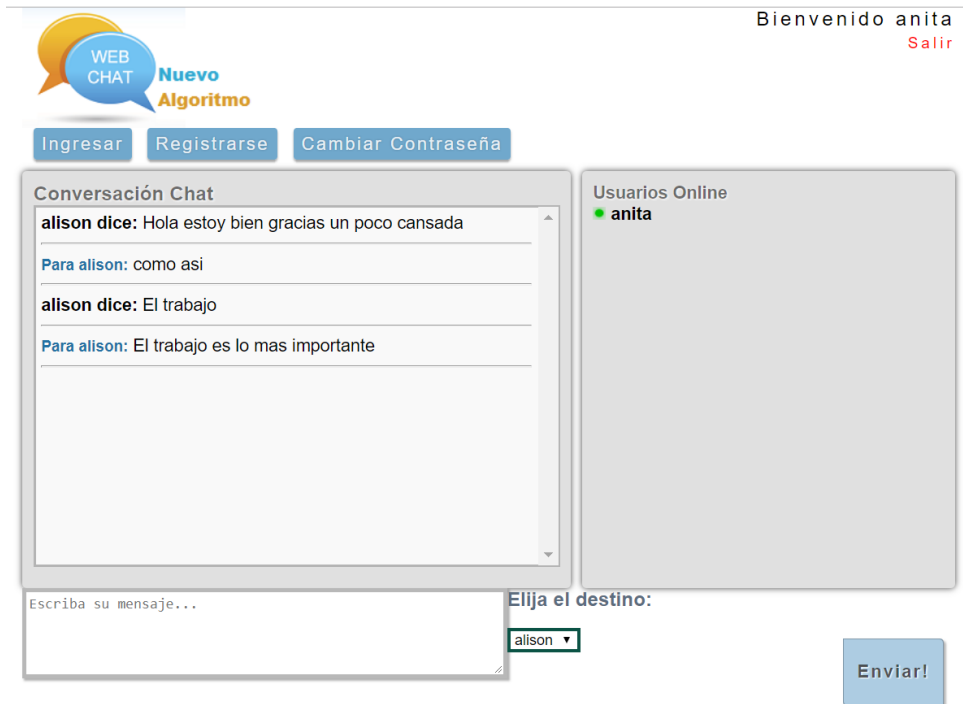 Bienvenido anita
Salir
WEB
CHAT
Nuevo
Algoritmo
Ingresar
Registrarse
Cambiar Contraseña
Conversación Chat
alison dice: Hola estoy bien gracias un poco cansada
Para alison: como asi
alison dice: El trabajo
Para alison: El trabajo es lo mas importante
Usuarios Online
anita
Escriba su mensaje...
Elija el destino:
alison
Enviar!